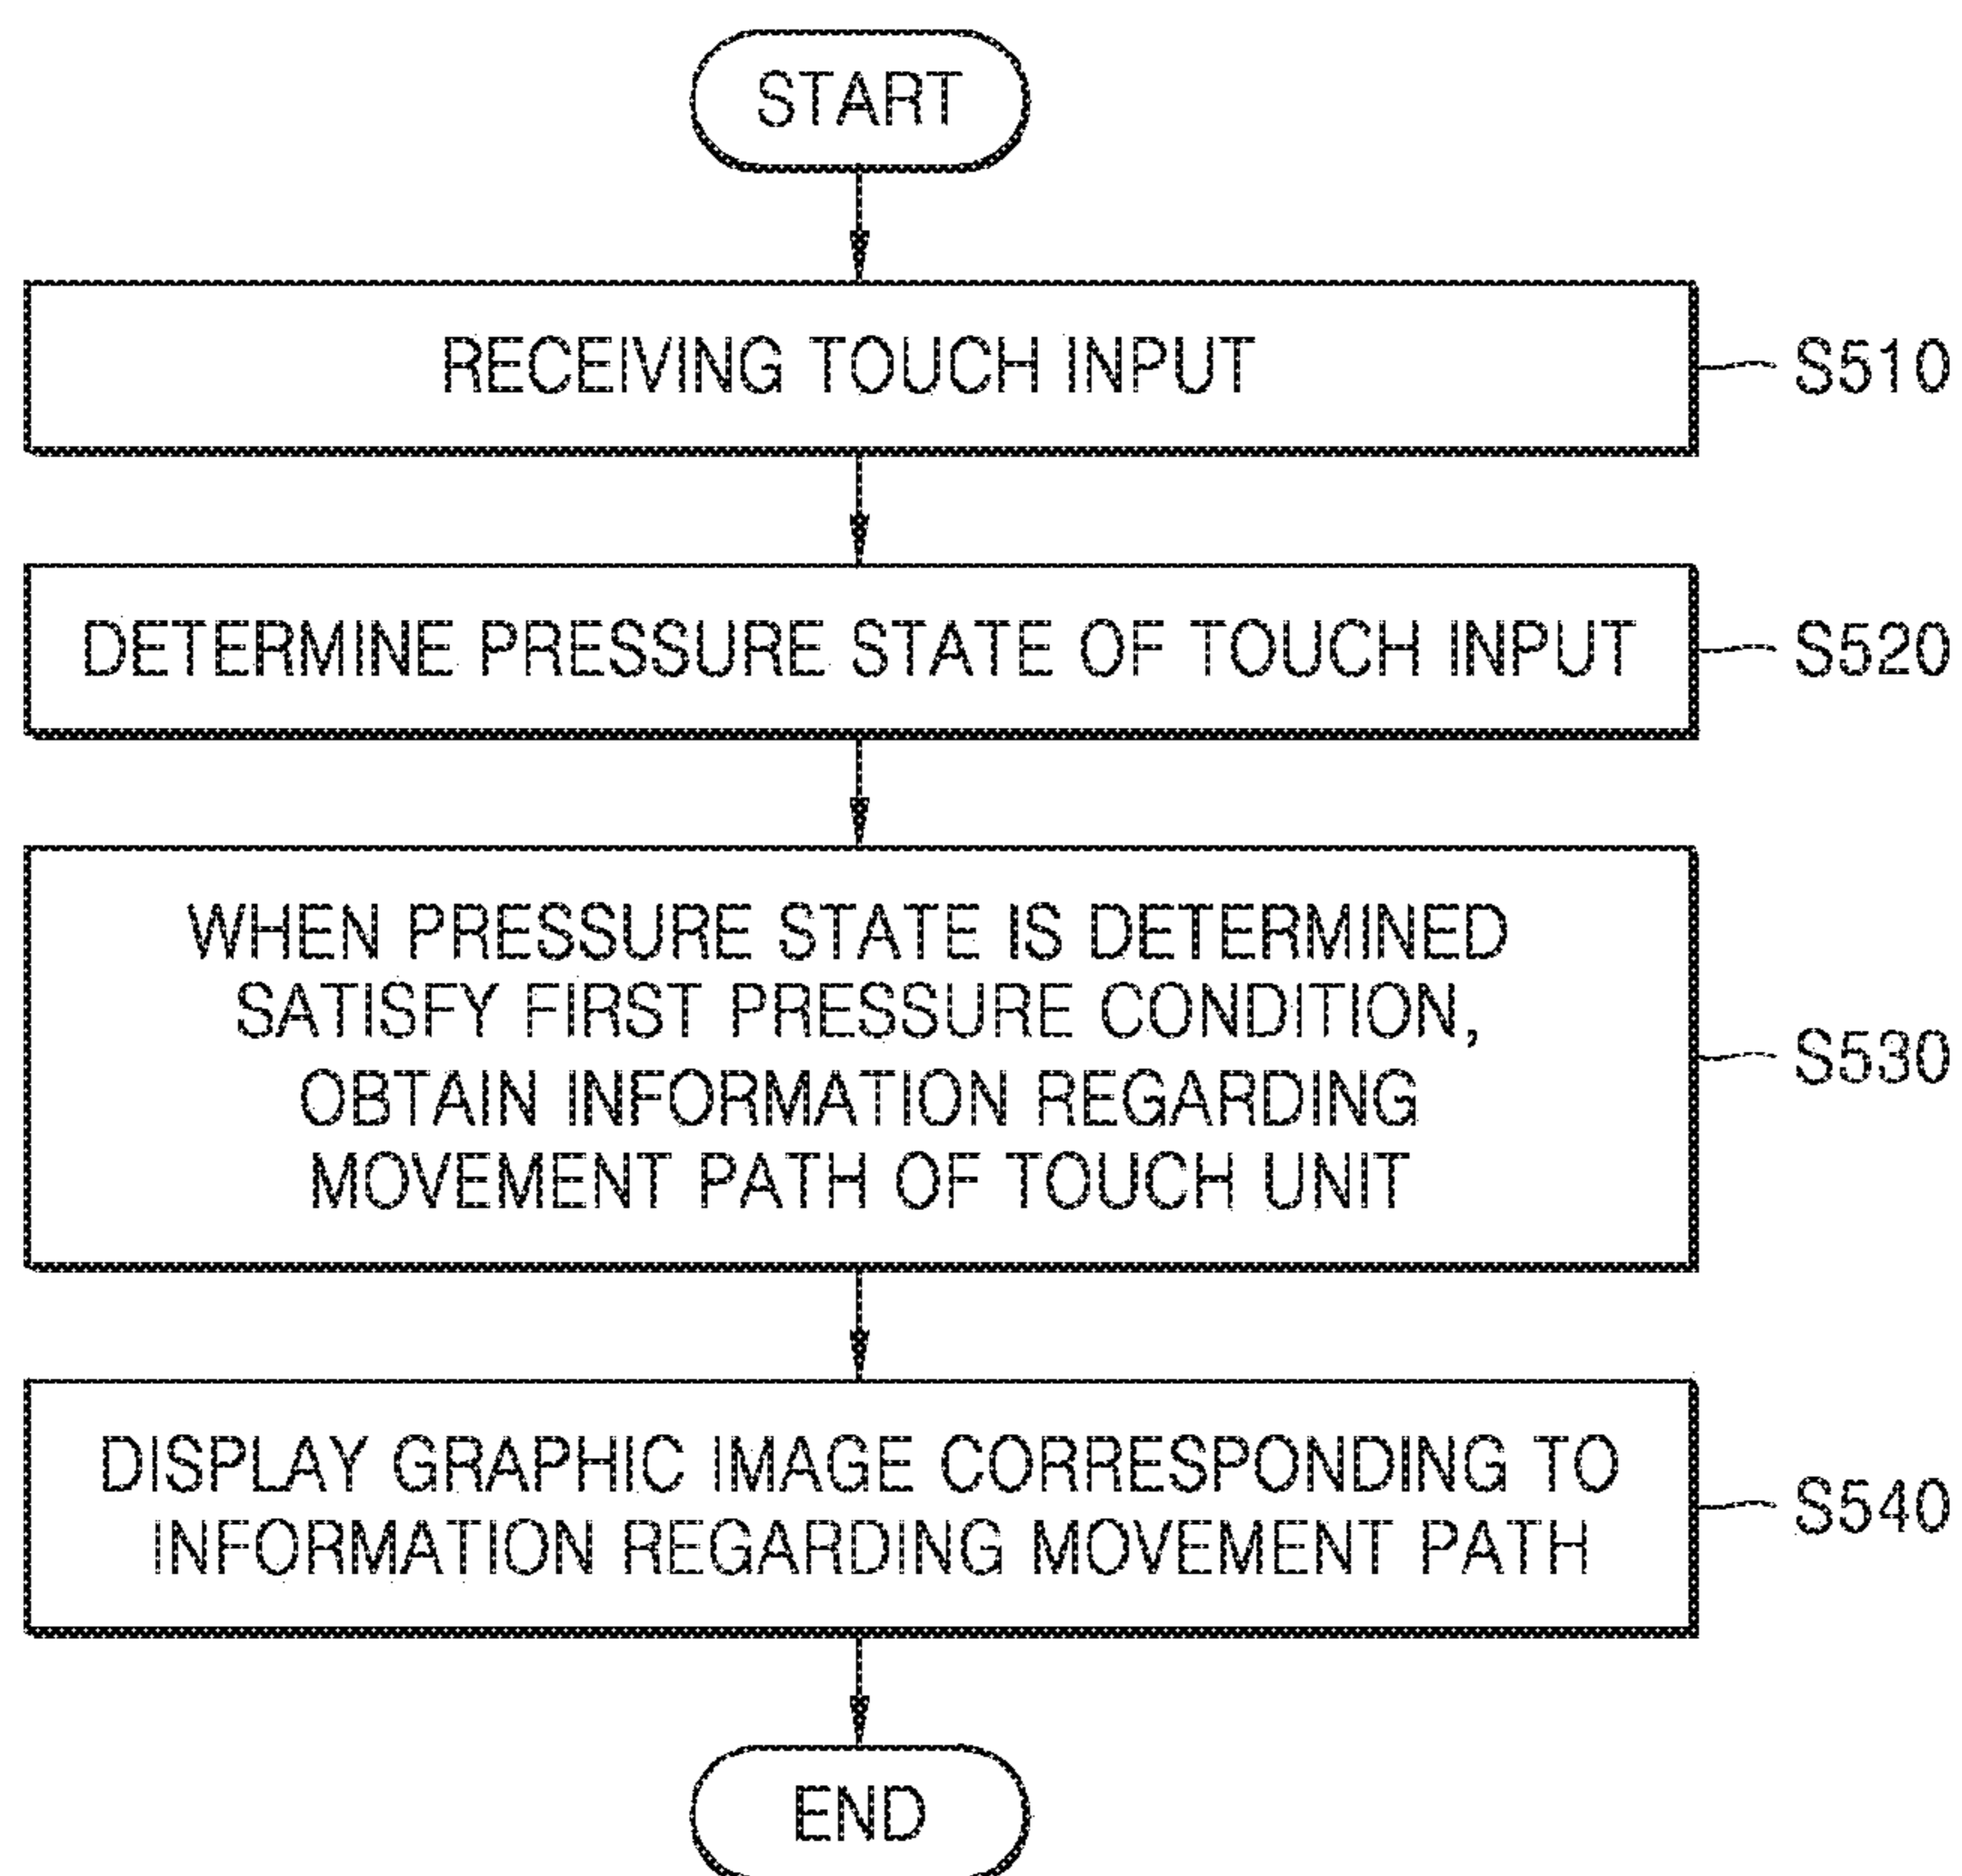 START
RECEIVING TOUCH INPUT
S510
DETERMINE PRESSURE STATE OF TOUCH INPUT
S520
WHEN PRESSURE STATE IS DETERMINED
SATISFY FIRST PRESSURE CONDITION,
OBTAIN INFORMATION REGARDING
MOVEMENT PATH OF TOUCH UNIT
S530
DISPLAY GRAPHIC IMAGE CORRESPONDING TO
INFORMATION REGARDING MOVEMENT PATH
S540
END